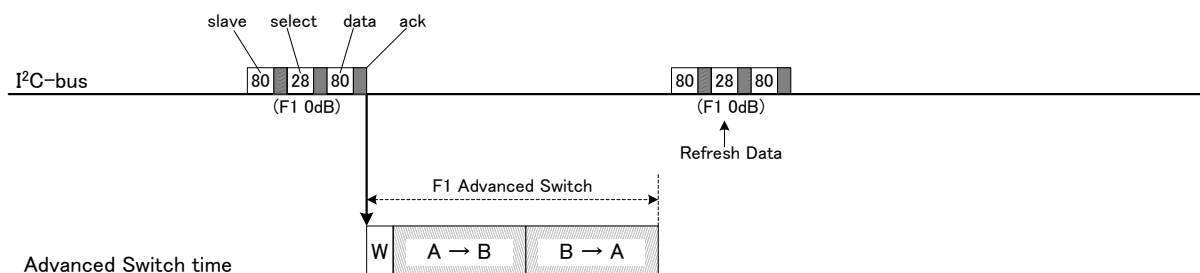 slave select data ack
I²C-bus 80 28 80 80 28 80
(F1 0dB) (F1 0dB)
Refresh Data
F1 Advanced Switch
W A → B B → A
Advanced Switch time